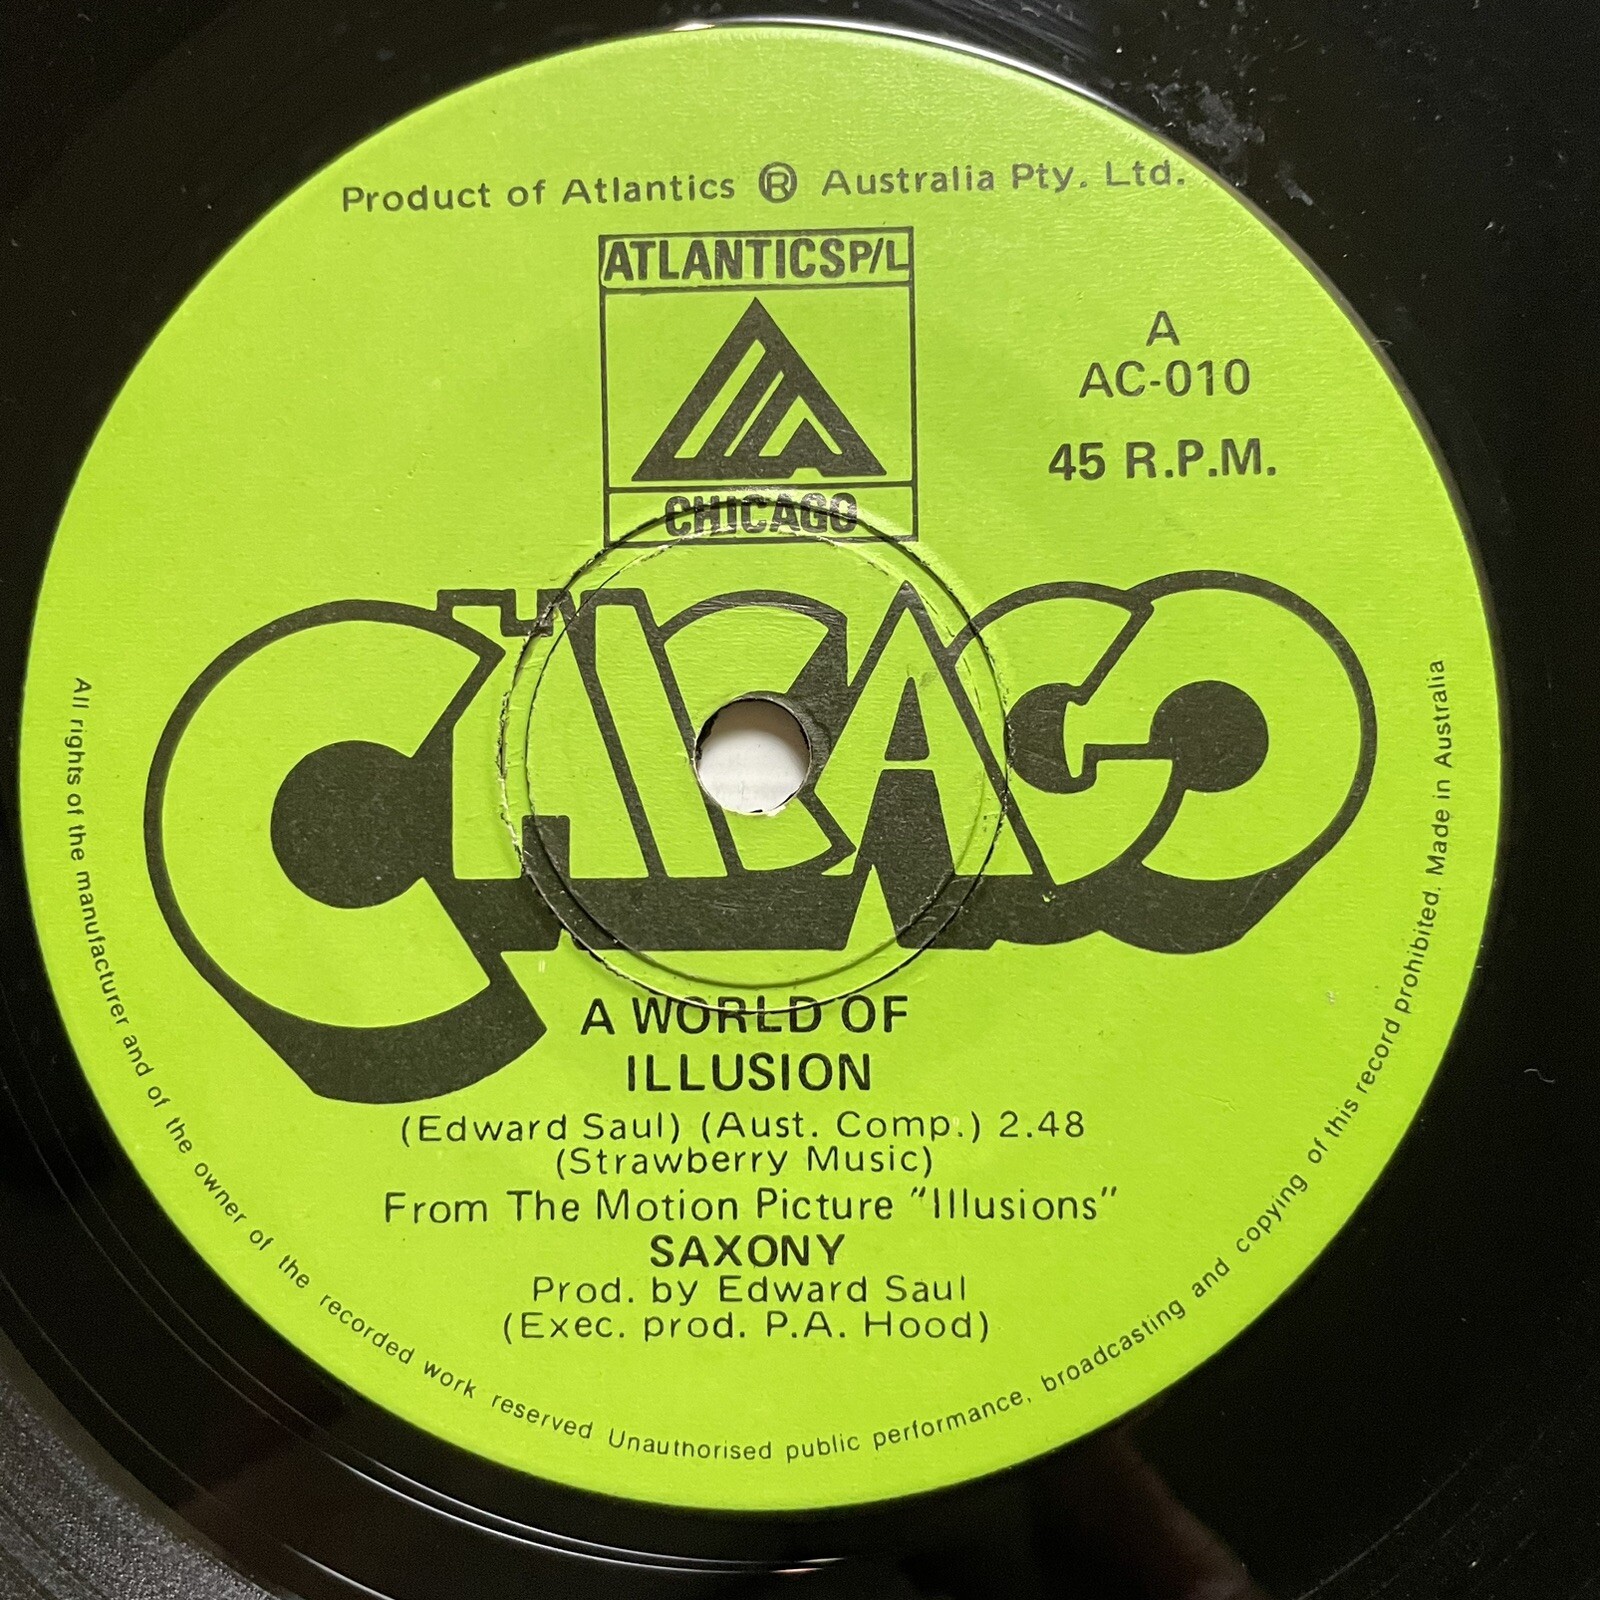 Product of Atlantics ® Australia Pty. Ltd.
ATLANTICS P/L
CHICAGO
A
AC-010
45 R.P.M.
CHICAGO
A WORLD OF
ILLUSION
(Edward Saul) (Aust. Comp.) 2.48
(Strawberry Music)
From The Motion Picture "Illusions"
SAXONY
Prod. by Edward Saul
(Exec. prod. P.A. Hood)
All rights of the manufacturer and of the owner of the recorded work reserved Unauthorised public performance, broadcasting and copying of this record prohibited. Made in Australia